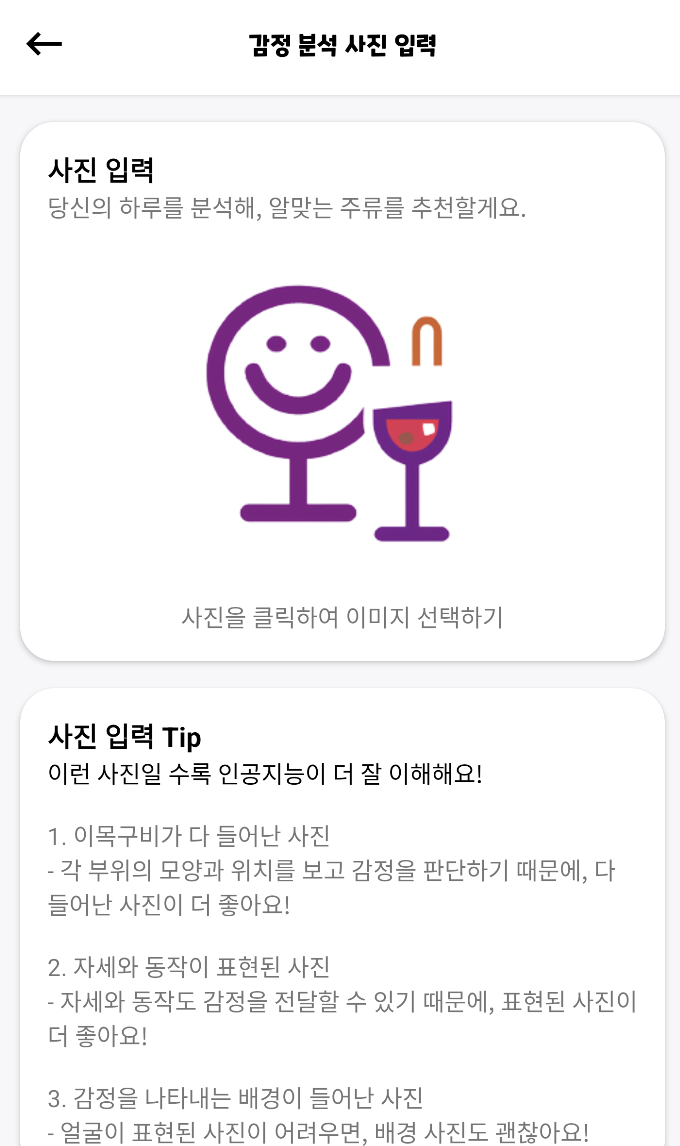 감정 분석 사진 입력
사진 입력
당신의 하루를 분석해, 알맞는 주류를 추천할게요.
사진을 클릭하여 이미지 선택하기
사진 입력 Tip
이런 사진일 수록 인공지능이 더 잘 이해해요!
1. 이목구비가 다 들어난 사진
- 각 부위의 모양과 위치를 보고 감정을 판단하기 때문에, 다
들어난 사진이 더 좋아요!
2. 자세와 동작이 표현된 사진
- 자세와 동작도 감정을 전달할 수 있기 때문에, 표현된 사진이
더 좋아요!
3. 감정을 나타내는 배경이 들어난 사진
- 얼굴이 표현된 사진이 어려우면, 배경 사진도 괜찮아요!